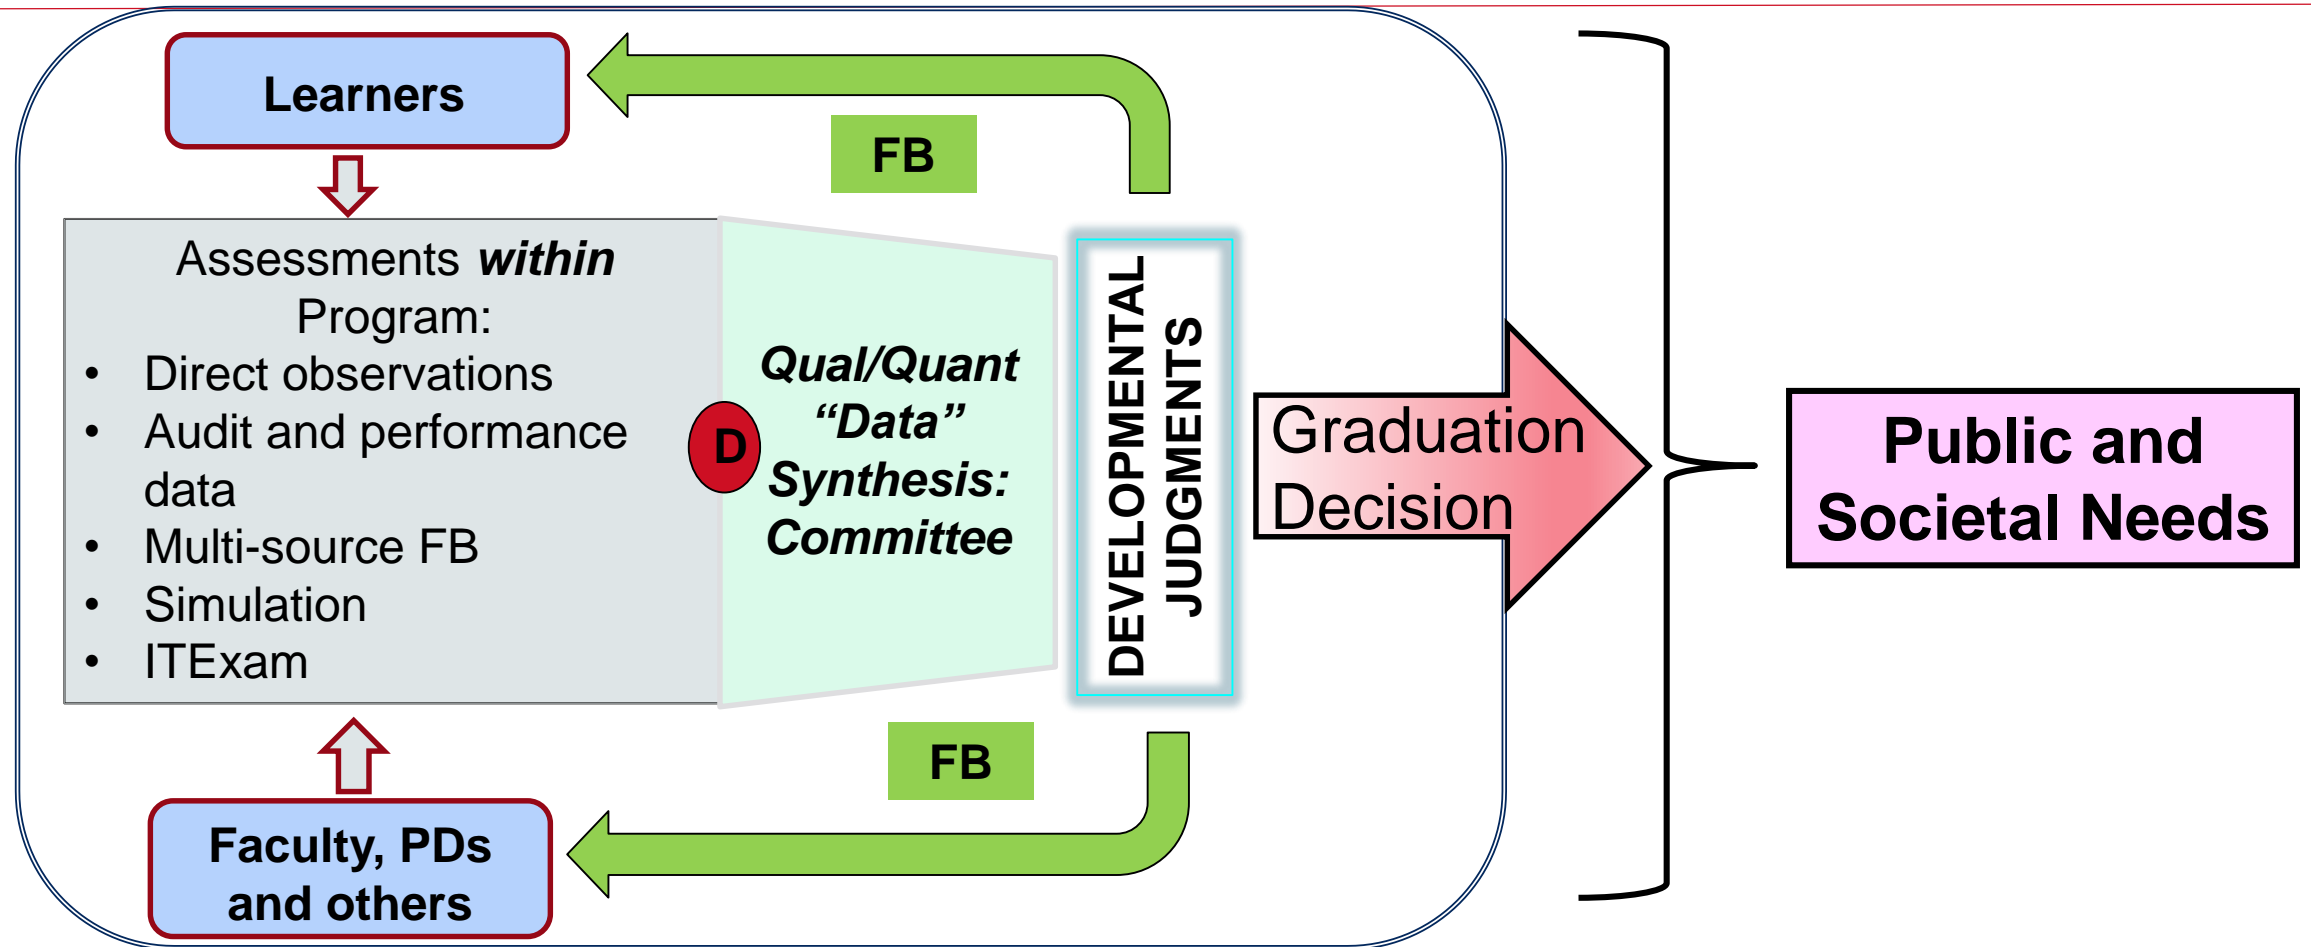 Learners
FB
Assessments within
Program:
• Direct observations
• Audit and performance
data
• Multi-source FB
• Simulation
• ITExam
D
Qual/Quant
“Data”
Synthesis:
Committee
DEVELOPMENTAL
JUDGMENTS
Graduation
Decision
Public and
Societal Needs
FB
Faculty, PDs
and others